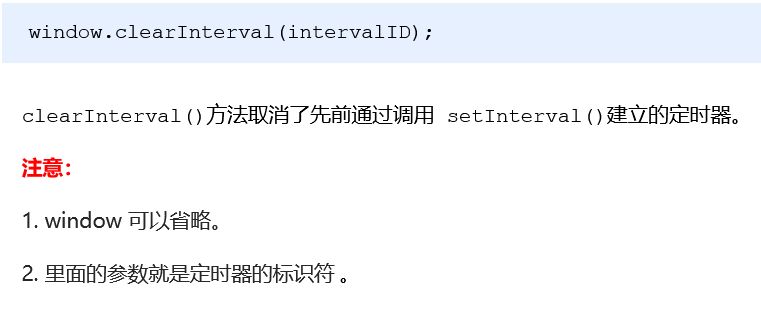 window.clearInterval(intervalID);
clearInterval()方法取消了先前通过调用 setInterval()建立的定时器。
注意：
1. window 可以省略。
2. 里面的参数就是定时器的标识符 。